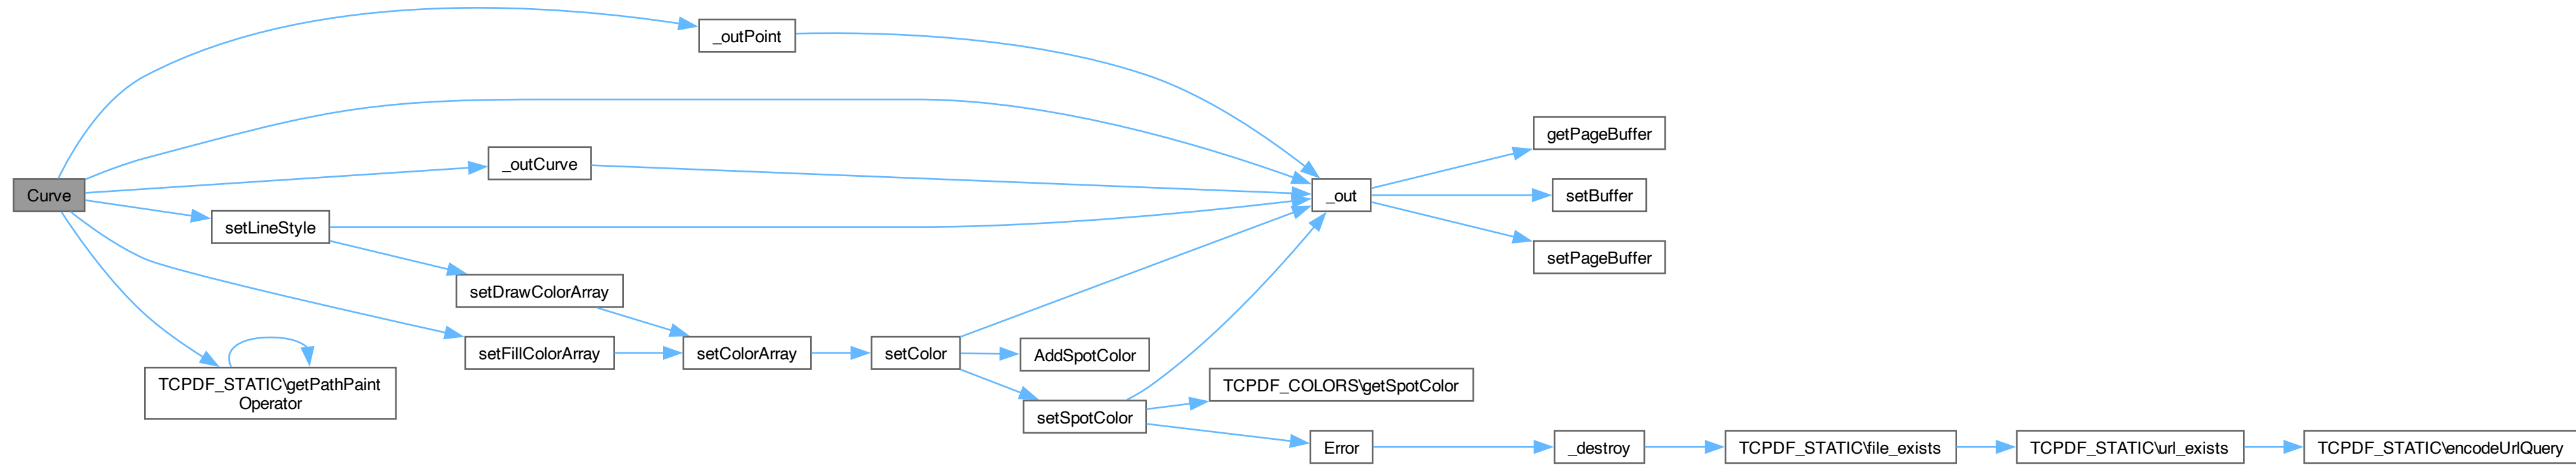 Curve
_outPoint
_out
getPageBuffer
setBuffer
setPageBuffer
_outCurve
setLineStyle
setDrawColorArray
setFillColorArray
setColorArray
setColor
AddSpotColor
setSpotColor
TCPDF_COLORS\getSpotColor
Error
_destroy
TCPDF_STATIC\file_exists
TCPDF_STATIC\url_exists
TCPDF_STATIC\encodeUrlQuery
TCPDF_STATIC\getPathPaint
Operator